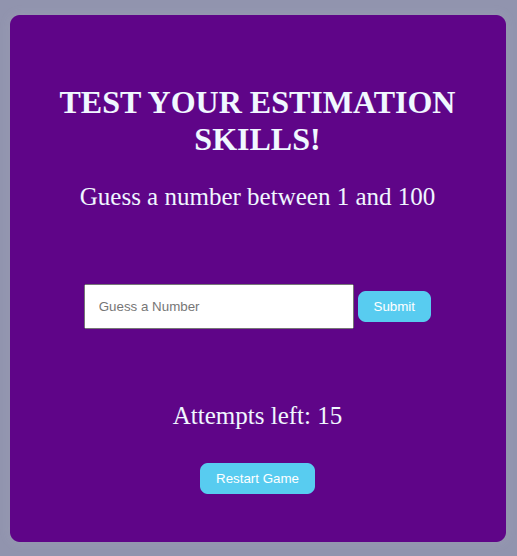 TEST YOUR ESTIMATION
SKILLS!
Guess a number between 1 and 100
Guess a Number
Submit
Attempts left: 15
Restart Game